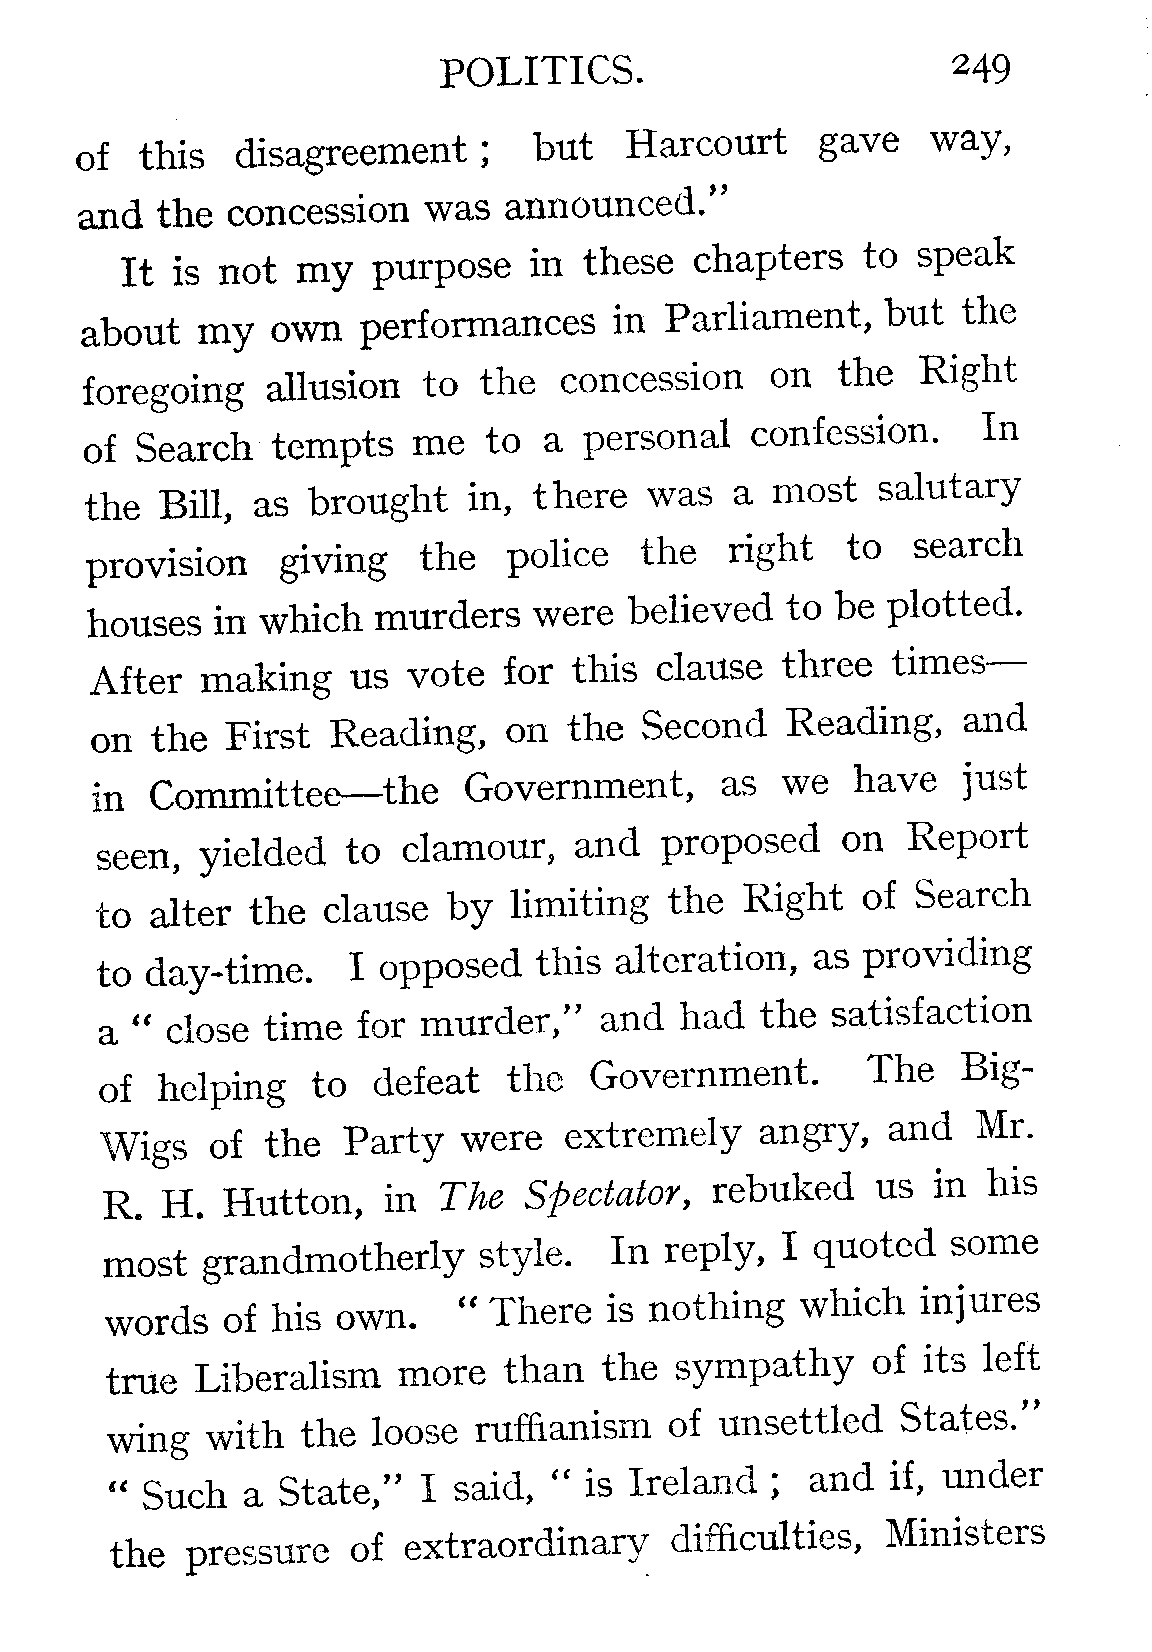 POLITICS. 249
of this disagreement ; but Harcourt gave way,
and the concession was announced.”
It is not my purpose in these chapters to speak
about my own performances in Parliament, but the
foregoing allusion to the concession on the Right
of Search tempts me to a personal confession. In
the Bill, as brought in, there was a most salutary
provision giving the police the right to search
houses in which murders were believed to be plotted.
After making us vote for this clause three times—
on the First Reading, on the Second Reading, and
in Committee—the Government, as we have just
seen, yielded to clamour, and proposed on Report
to alter the clause by limiting the Right of Search
to day-time. I opposed this alteration, as providing
a “ close time for murder,” and had the satisfaction
of helping to defeat the Government. The Big-
Wigs of the Party were extremely angry, and Mr.
R. H. Hutton, in The Spectator, rebuked us in his
most grandmotherly style. In reply, I quoted some
words of his own. “ There is nothing which injures
true Liberalism more than the sympathy of its left
wing with the loose ruffianism of unsettled States.”
“ Such a State,” I said, “ is Ireland ; and if, under
the pressure of extraordinary difficulties, Ministers